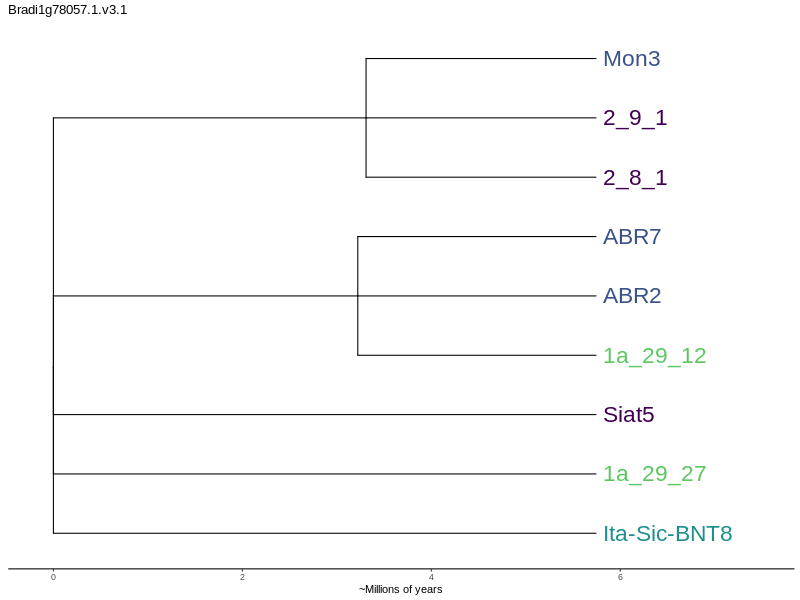 Bradi1g78057.1.v3.1
Mon3
2_9_1
2_8_1
ABR7
ABR2
1a_29_12
Siat5
1a_29_27
Ita-Sic-BNT8
0 2 4 6
~Millions of years